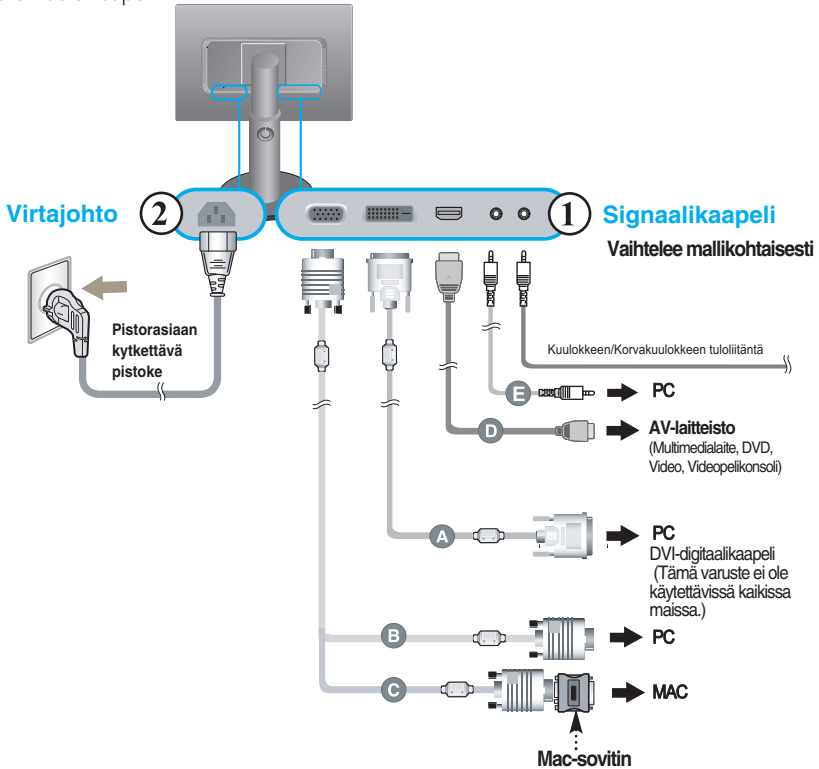 Virtajohto
2
1
Signaalikaapeli
Vaihtelee mallikohtaisesti
Pistorasiaan
kytkettävä
pistoke
Kuulokkeen/Korvakuulokkeen tuloliitäntä
E
PC
D
AV-laitteisto
(Multimedialaite, DVD,
Video, Videopelikonsoli)
A
PC
DVI-digitaalikaapeli
(Tämä varuste ei ole
käytettävissä kaikissa
maissa.)
B
PC
C
MAC
Mac-sovitin